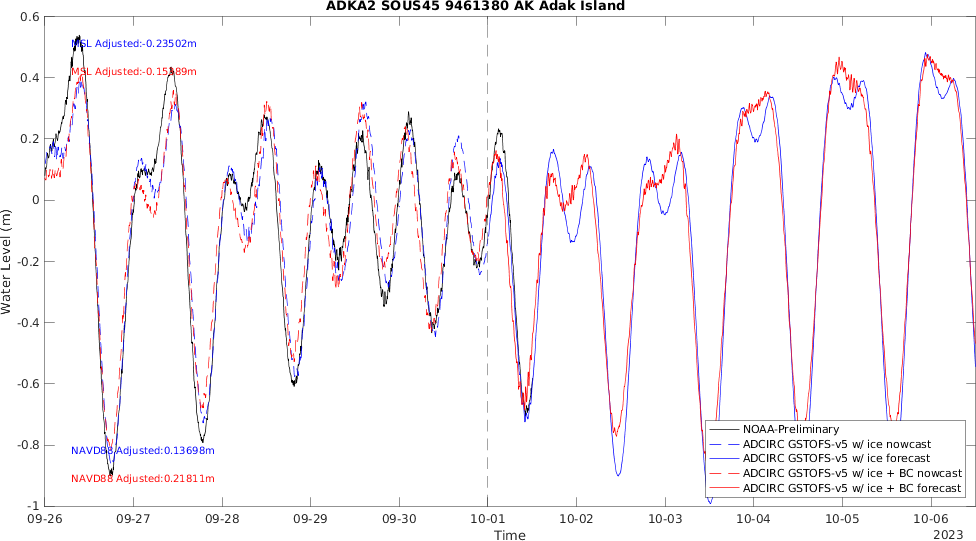 ADKA2 SOUS45 9461380 AK Adak Island
0.6
0.4
0.2
0
-0.2
-0.4
-0.6
-0.8
-1
Water Level (m)
MSL Adjusted:-0.23502m
MSL Adjusted:-0.15989m
NAVD88 Adjusted:0.13698m
NAVD88 Adjusted:0.21811m
NOAA-Preliminary
ADCIRC GSTOFS-v5 w/ ice nowcast
ADCIRC GSTOFS-v5 w/ ice forecast
ADCIRC GSTOFS-v5 w/ ice + BC nowcast
ADCIRC GSTOFS-v5 w/ ice + BC forecast
09-26 09-27 09-28 09-29 09-30 10-01 10-02 10-03 10-04 10-05 10-06
Time
2023